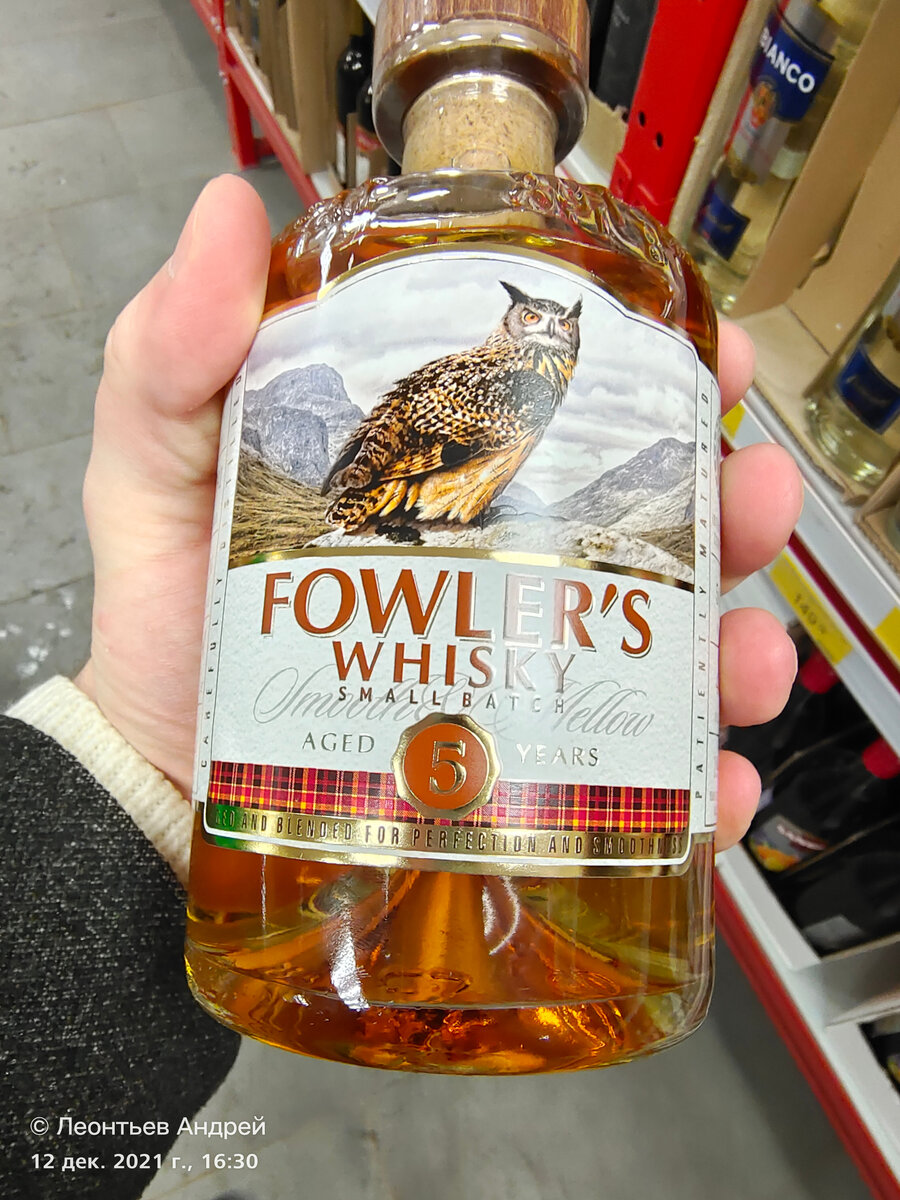 BIANCO
FOWLER'S
WHISKY
SMALL BATCH
Smooth & Mellow
AGED 5 YEARS
CAREFULLY DISTILLED
PATIENTLY MATURED
AND BLENDED FOR PERFECTION AND SMOOTHNESS
© Леонтьев Андрей
12 дек. 2021 г., 16:30